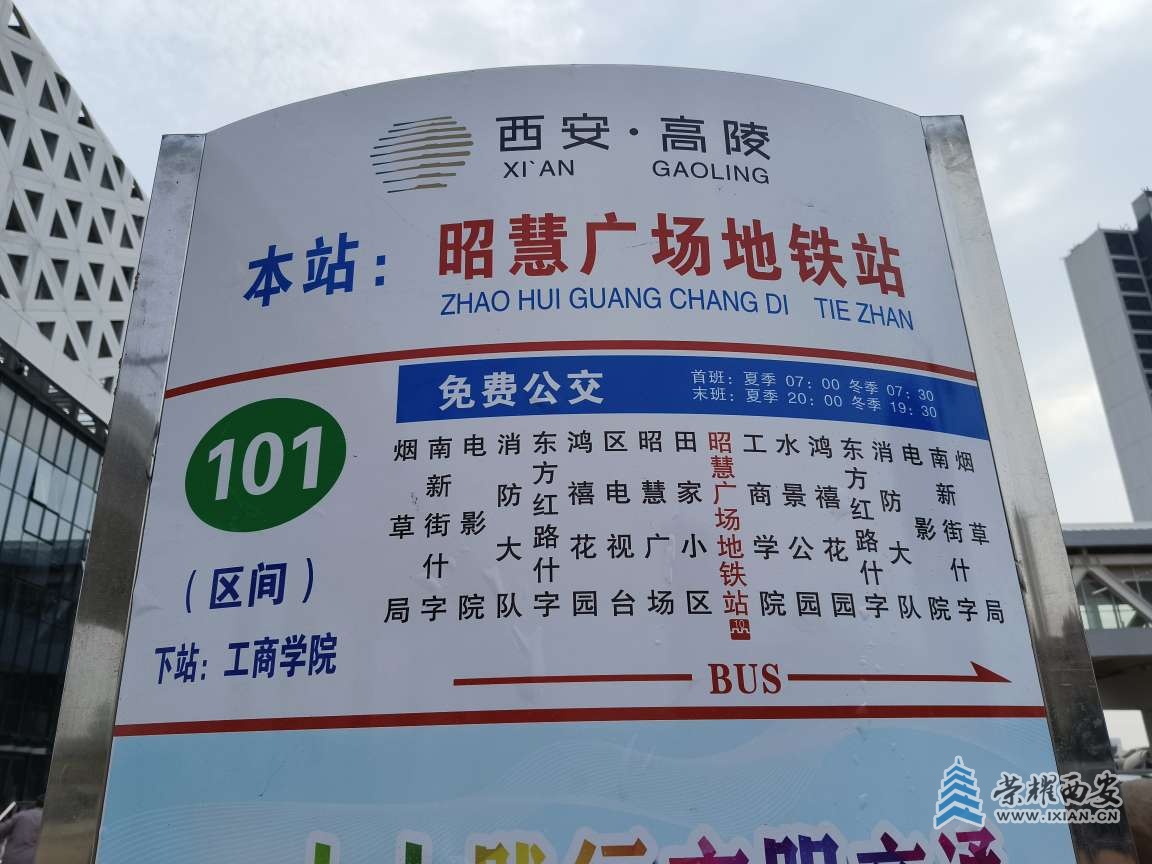 西安·高陵
XI`AN GAOLING
本站：昭慧广场地铁站
ZHAO HUI GUANG CHANG DI TIE ZHAN
101
（区间）
下站：工商学院
免费公交
首班：夏季 07：00 冬季 07：30
末班：夏季 20：00 冬季 19：30
烟草局
南新街什字
电影院
消防大队
东方红路什字
鸿禧花园
区电视台
昭慧广场
田家小区
昭慧广场地铁站
工商学院
水景公园
鸿禧花园
东方红路什字
消防大队
电影院
南新街什字
烟草局
BUS
荣耀西安
WWW.IXIAN.CN